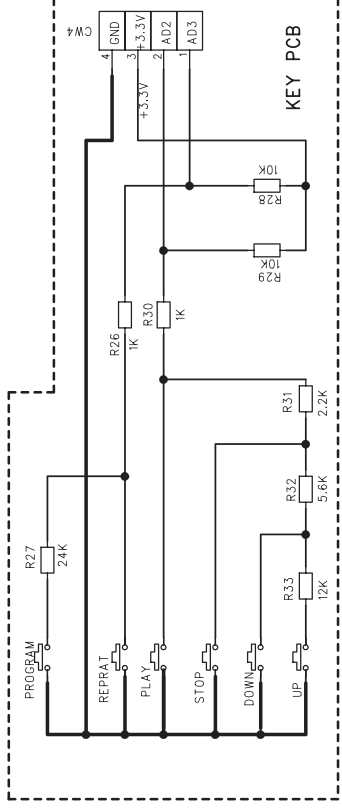 CW4
GND
+3.3V
AD2
AD3
4
3
2
1
+3.3V
KEY PCB
R28
10K
R29
10K
R26
1K
R30
1K
R31
2.2K
R32
5.6K
R33
12K
R27
24K
PROGRAM
REPRAT
PLAY
STOP
DOWN
UP